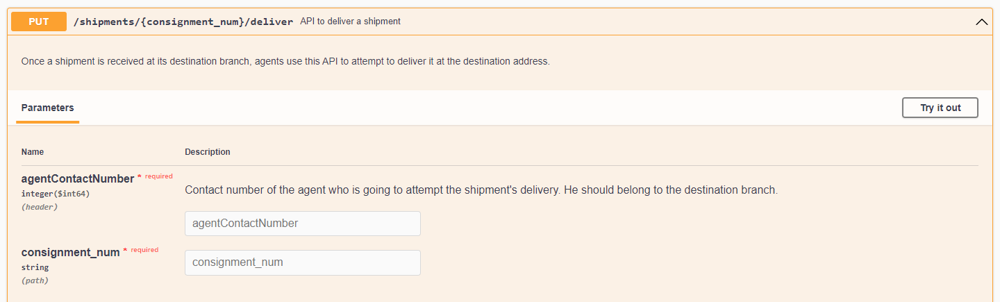 PUT /shipments/{consignment_num}/deliver API to deliver a shipment
Once a shipment is received at its destination branch, agents use this API to attempt to deliver it at the destination address.
Parameters Try it out
Name Description
agentContactNumber * required
integer($int64)
(header)
Contact number of the agent who is going to attempt the shipment's delivery. He should belong to the destination branch.
agentContactNumber
consignment_num * required
string
(path)
consignment_num